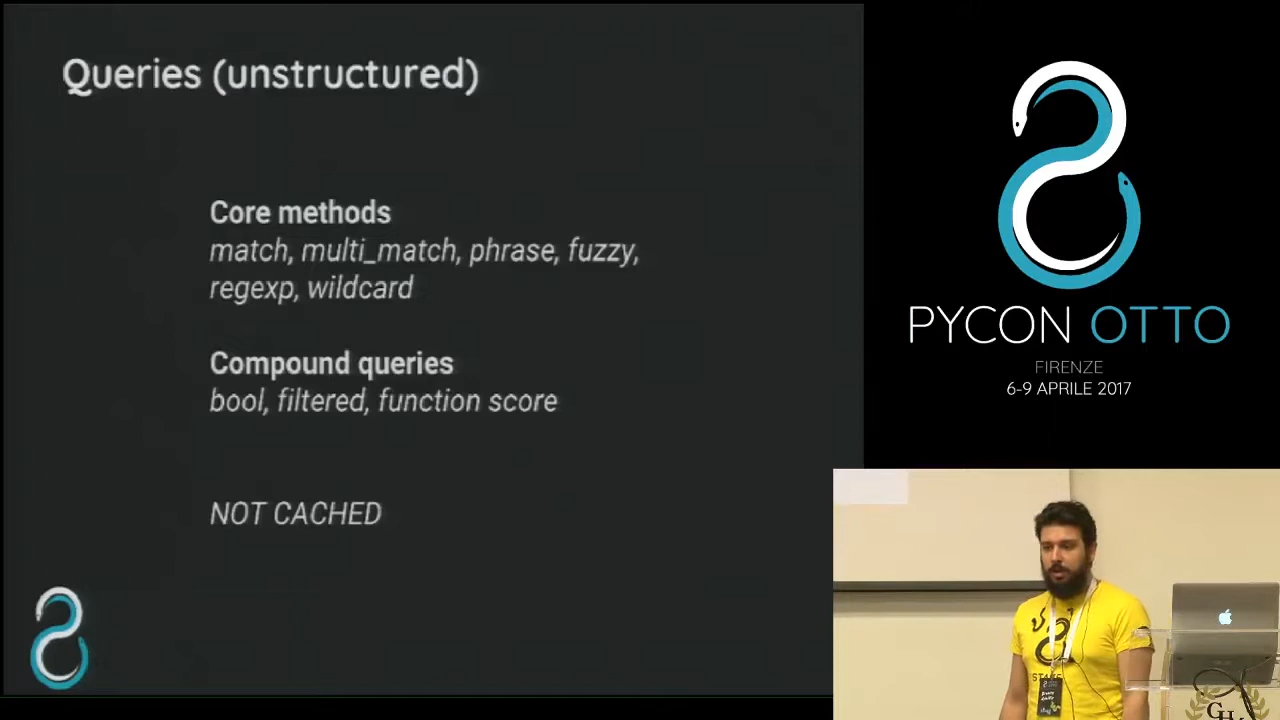 Queries (unstructured)
Core methods
match, multi_match, phrase, fuzzy,
regexp, wildcard
Compound queries
bool, filtered, function score
NOT CACHED
PYCON OTTO
FIRENZE
6-9 APRILE 2017
GH